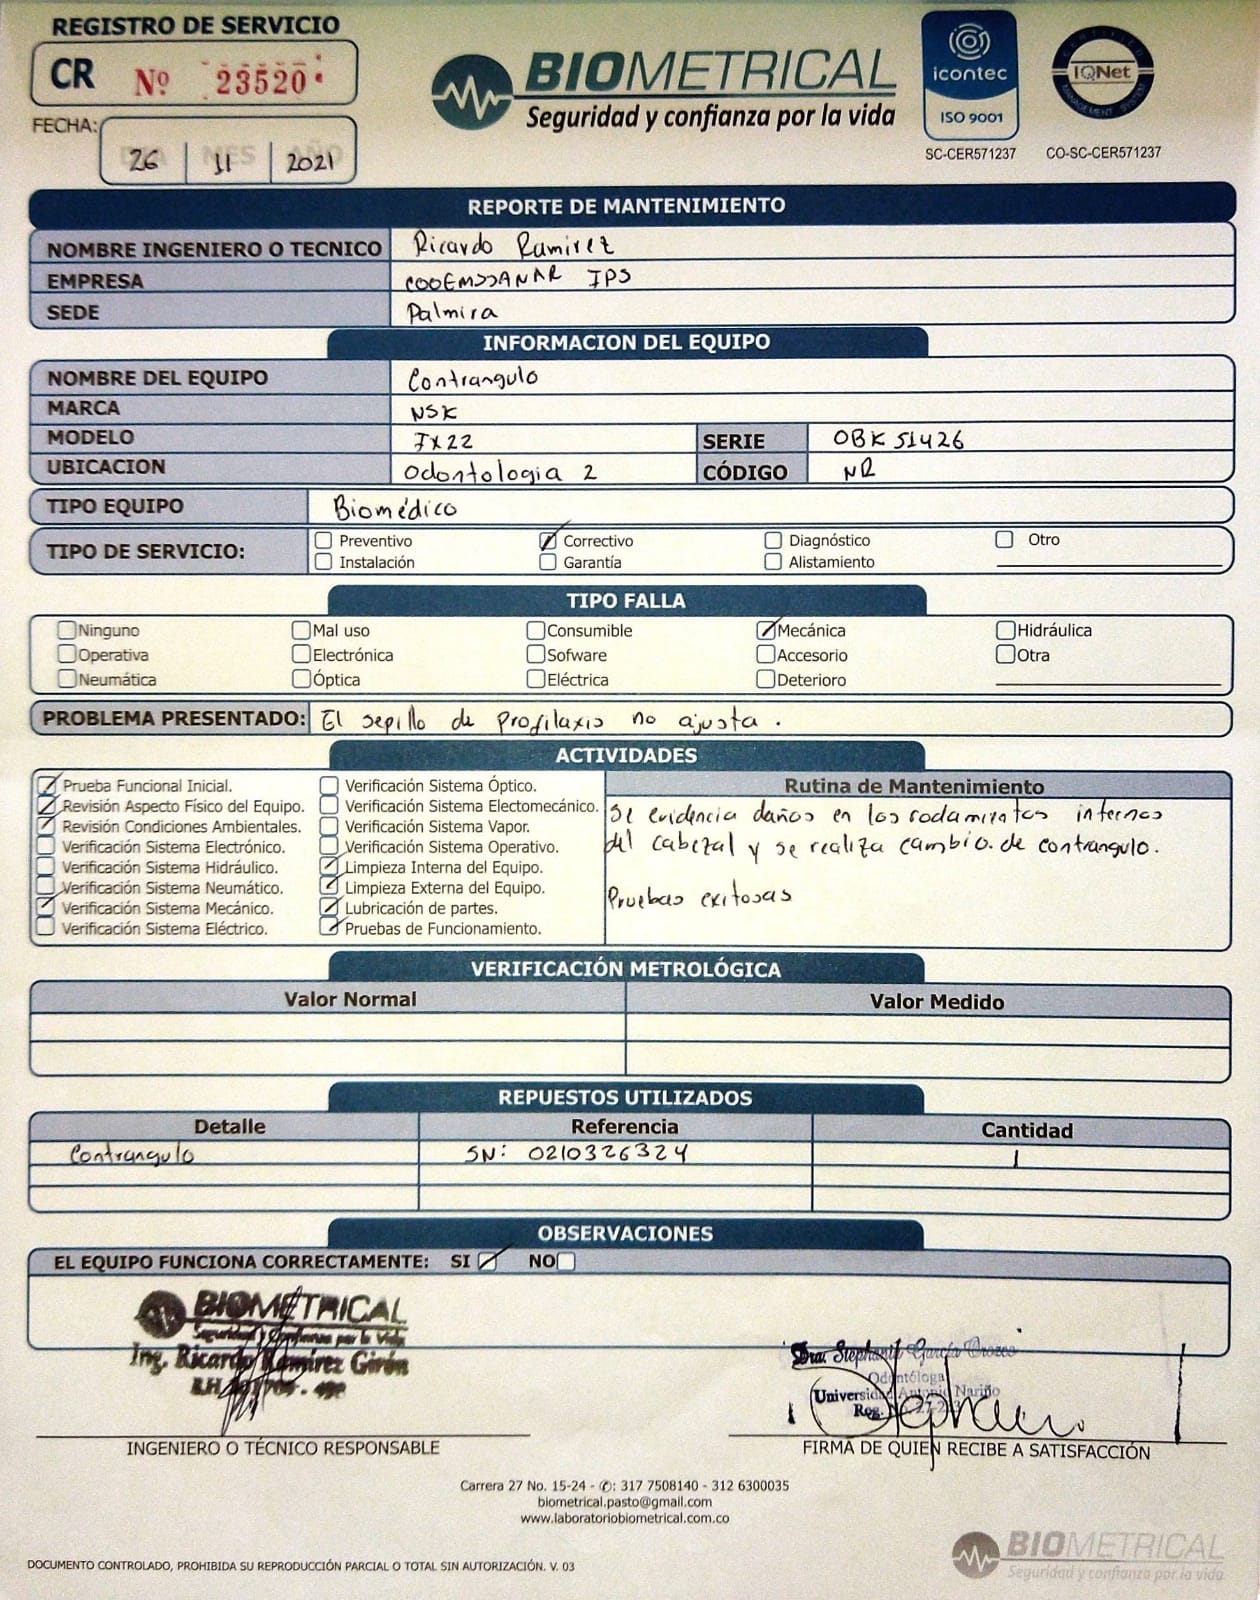 REGISTRO DE SERVICIO
CR Nº 23520
FECHA:
DIA MES AÑO
26 11 2021
BIOMETRICAL
Seguridad y confianza por la vida
icontec
ISO 9001
SC-CER571237
CERTIFIED
IQNet
MANAGEMENT SYSTEM
CO-SC-CER571237
REPORTE DE MANTENIMIENTO
NOMBRE INGENIERO O TECNICO Ricardo Ramirez
EMPRESA COOEMSSANAR IPS
SEDE Palmira
INFORMACION DEL EQUIPO
NOMBRE DEL EQUIPO Contrangulo
MARCA NSK
MODELO FX22 SERIE OBK51426
UBICACION Odontologia 2 CÓDIGO NR
TIPO EQUIPO Biomédico
TIPO DE SERVICIO: Preventivo Correctivo Diagnóstico Otro
Instalación Garantía Alistamiento
TIPO FALLA
Ninguno Mal uso Consumible Mecánica Hidráulica
Operativa Electrónica Sofware Accesorio Otra
Neumática Óptica Eléctrica Deterioro
PROBLEMA PRESENTADO: El sepillo de profilaxis no ajusta.
ACTIVIDADES
Prueba Funcional Inicial.
Revisión Aspecto Físico del Equipo.
Revisión Condiciones Ambientales.
Verificación Sistema Electrónico.
Verificación Sistema Hidráulico.
Verificación Sistema Neumático.
Verificación Sistema Mecánico.
Verificación Sistema Eléctrico.
Verificación Sistema Óptico.
Verificación Sistema Electomecánico.
Verificación Sistema Vapor.
Verificación Sistema Operativo.
Limpieza Interna del Equipo.
Limpieza Externa del Equipo.
Lubricación de partes.
Pruebas de Funcionamiento.
Rutina de Mantenimiento
Se evidencia daños en los rodamientos internos
del cabezal y se realiza cambio. de contrangulo.
Pruebas exitosas
VERIFICACIÓN METROLÓGICA
Valor Normal Valor Medido
REPUESTOS UTILIZADOS
Detalle Referencia Cantidad
Contrangulo SN: 0210326324 1
OBSERVACIONES
EL EQUIPO FUNCIONA CORRECTAMENTE: SI NO
BIOMETRICAL
Seguridad y Confianza por la Vida
Ing. Ricardo Ramirez Girón
Dra. Stephanie García Orozco
Odontóloga
Universidad Antonio Nariño
INGENIERO O TÉCNICO RESPONSABLE
FIRMA DE QUIEN RECIBE A SATISFACCIÓN
Carrera 27 No. 15-24 - ✆: 317 7508140 - 312 6300035
biometrical.pasto@gmail.com
www.laboratoriobiometrical.com.co
DOCUMENTO CONTROLADO, PROHIBIDA SU REPRODUCCIÓN PARCIAL O TOTAL SIN AUTORIZACIÓN. V. 03
BIOMETRICAL
Seguridad y confianza por la vida